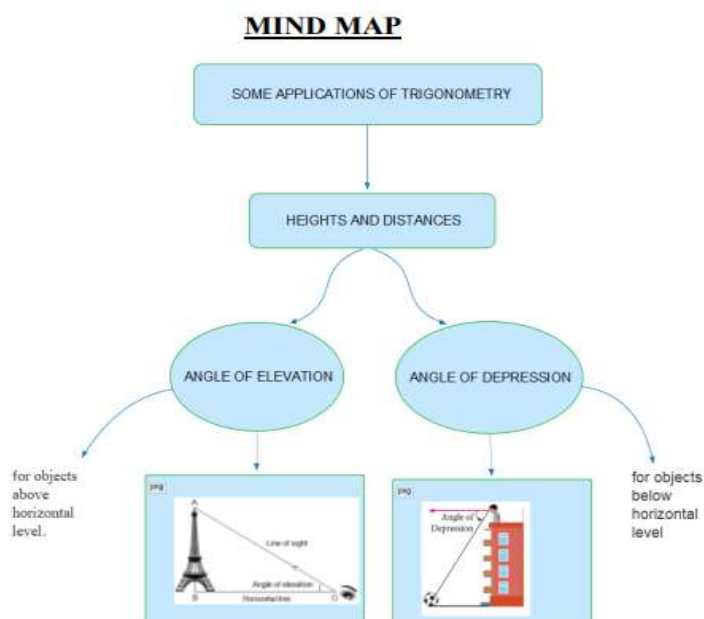 MIND MAP
SOME APPLICATIONS OF TRIGONOMETRY
HEIGHTS AND DISTANCES
ANGLE OF ELEVATION
ANGLE OF DEPRESSION
for objects
above
horizontal
level.
png
A
Line of sight
Angle of elevation
B
O
Horizontal line
png
Angle of
Depression
for objects
below
horizontal
level